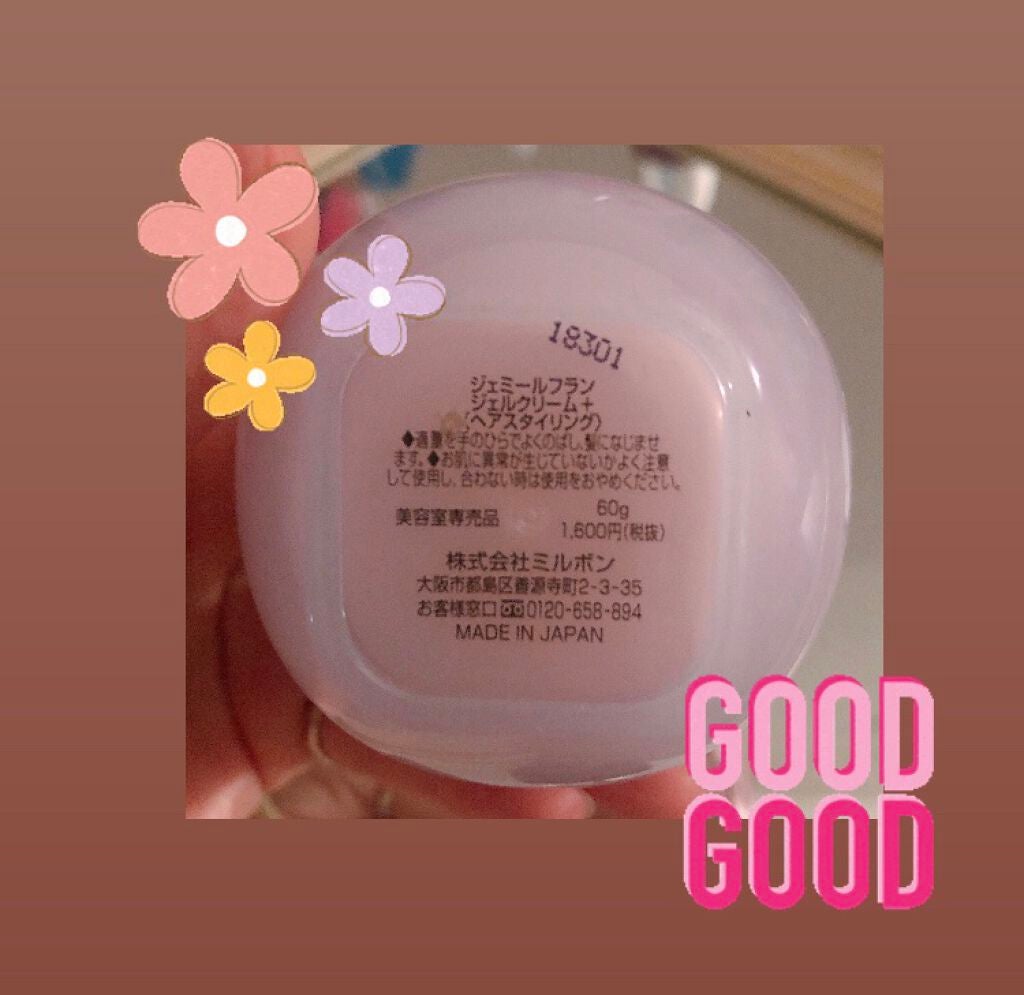 18301
ジェミールフラン
ジェルクリーム+
(ヘアスタイリング)
◆適量を手のひらでよくのばし、髪になじませ
ます。◆お肌に異常が生じていないかよく注意
して使用し、合わない時は使用をおやめください。
美容室専売品 60g
1,600円(税抜)
株式会社ミルボン
大阪市都島区善源寺町2-3-35
お客様窓口 0120-658-894
MADE IN JAPAN
GOOD
GOOD